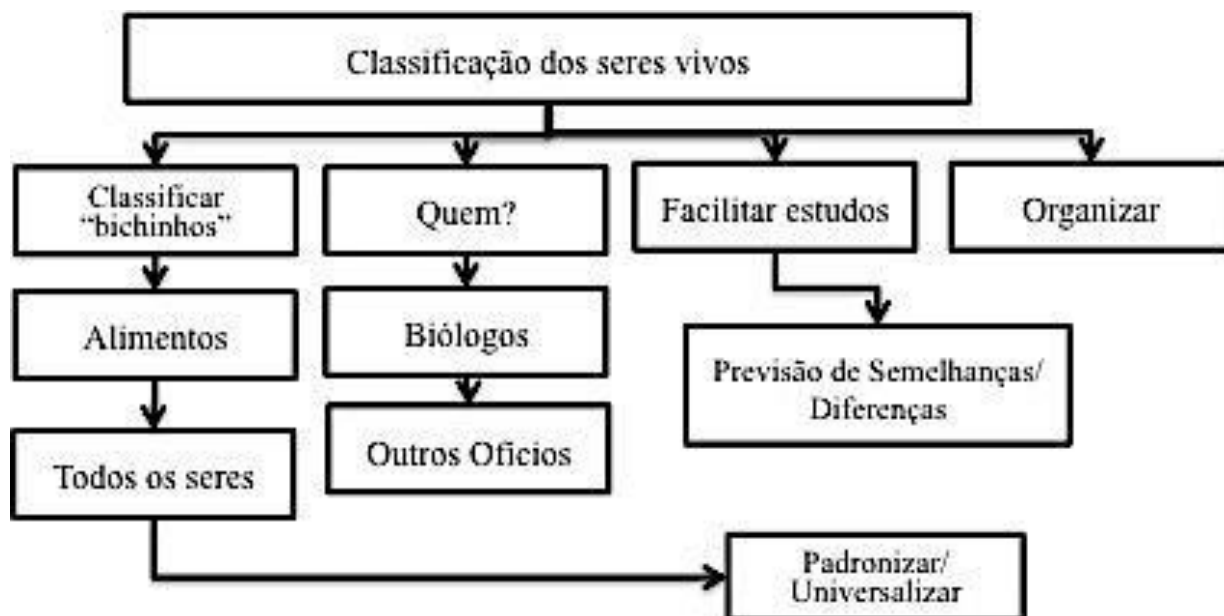 Classificação dos seres vivos
Classificar
“bichinhos”
Quem?
Facilitar estudos
Organizar
Alimentos
Biólogos
Previsão de Semelhanças/
Diferenças
Todos os seres
Outros Oficios
Padronizar/
Universalizar